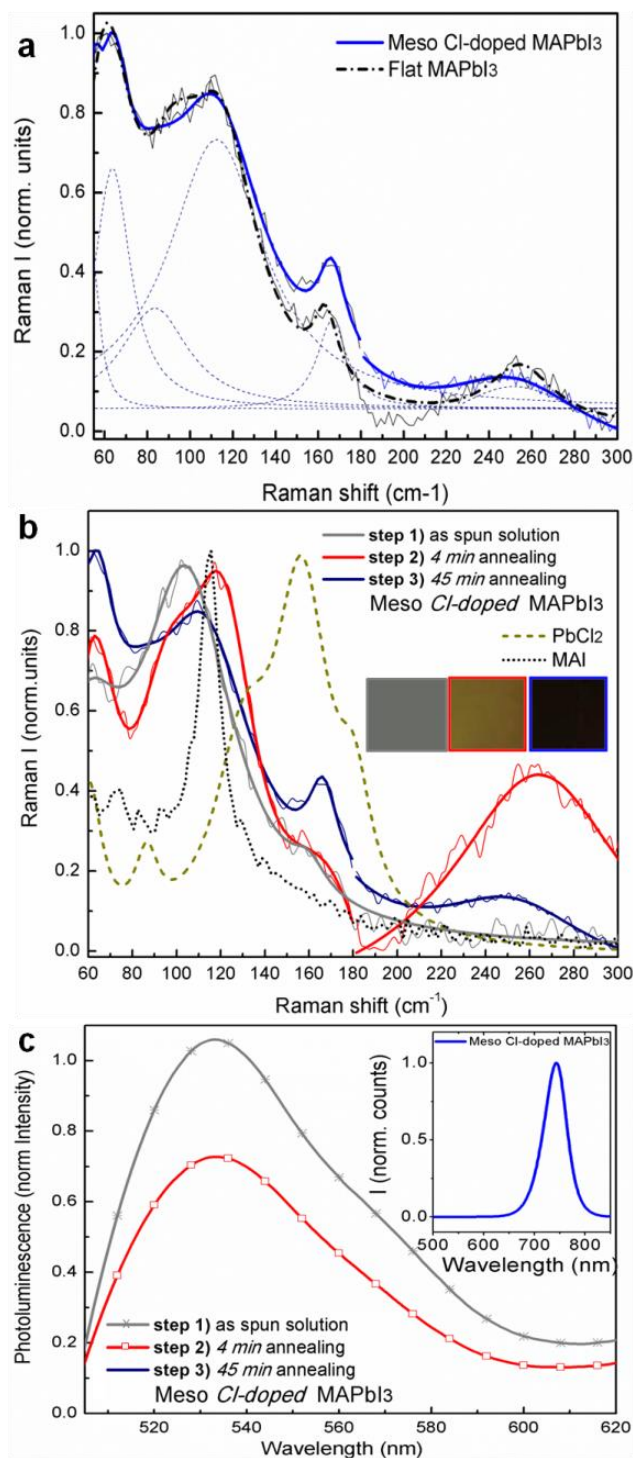 a
Meso Cl-doped MAPbI3
Flat MAPbI3
Raman I (norm. units)
1.0
0.8
0.6
0.4
0.2
0.0
60 80 100 120 140 160 180 200 220 240 260 280 300
Raman shift (cm-1)
b
step 1) as spun solution
step 2) 4 min annealing
step 3) 45 min annealing
Meso Cl-doped MAPbI3
PbCl2
MAI
Raman I (norm.units)
1.0
0.8
0.6
0.4
0.2
0.0
60 80 100 120 140 160 180 200 220 240 260 280 300
Raman shift (cm-1)
c
Photoluminescence (norm Intensity)
1.0
0.8
0.6
0.4
0.2
0.0
Meso Cl-doped MAPbI3
I (norm. counts)
1.0
0.5
0.0
500 600 700 800
Wavelength (nm)
step 1) as spun solution
step 2) 4 min annealing
step 3) 45 min annealing
Meso Cl-doped MAPbI3
520 540 560 580 600 620
Wavelength (nm)